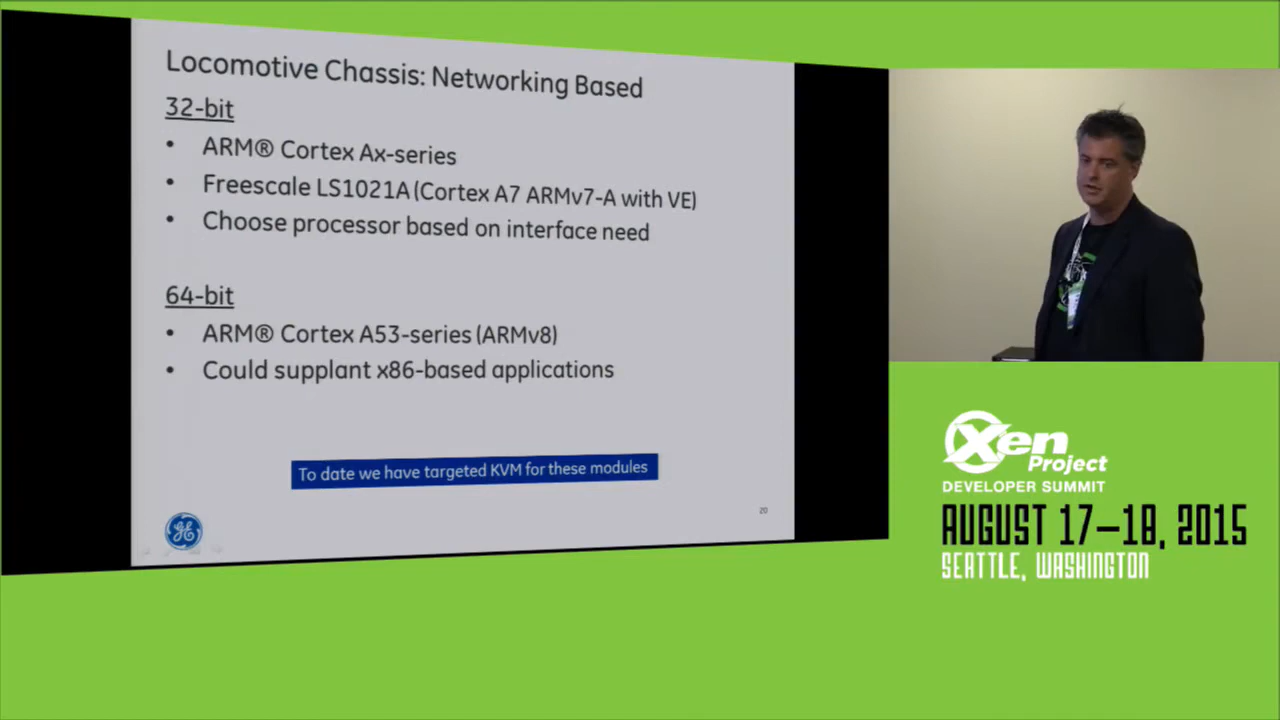 Locomotive Chassis: Networking Based
32-bit
• ARM® Cortex Ax-series
• Freescale LS1021A (Cortex A7 ARMv7-A with VE)
• Choose processor based on interface need
64-bit
• ARM® Cortex A53-series (ARMv8)
• Could supplant x86-based applications
To date we have targeted KVM for these modules
20
GE
Xen
Project
DEVELOPER SUMMIT
AUGUST 17–18, 2015
SEATTLE, WASHINGTON